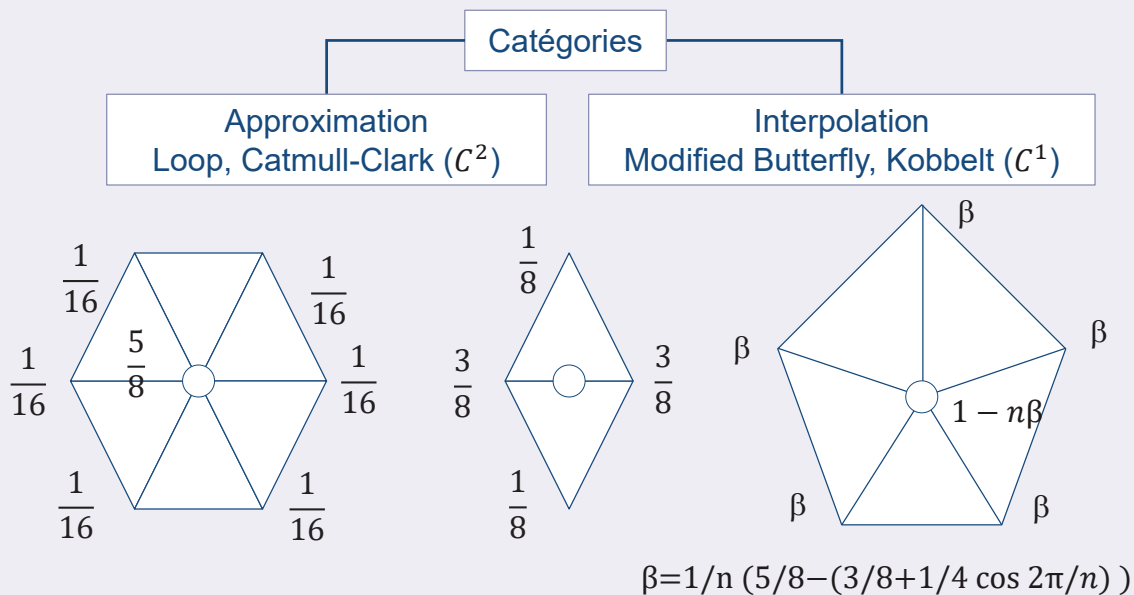 Catégories
Approximation
Loop, Catmull-Clark (C²)
Interpolation
Modified Butterfly, Kobbelt (C¹)
1/16
1/16
5/8
1/16
1/16
1/16
1/16
1/8
3/8
3/8
1/8
β
β
β
1 − nβ
β
β
β=1/n (5/8−(3/8+1/4 cos 2π/n) )